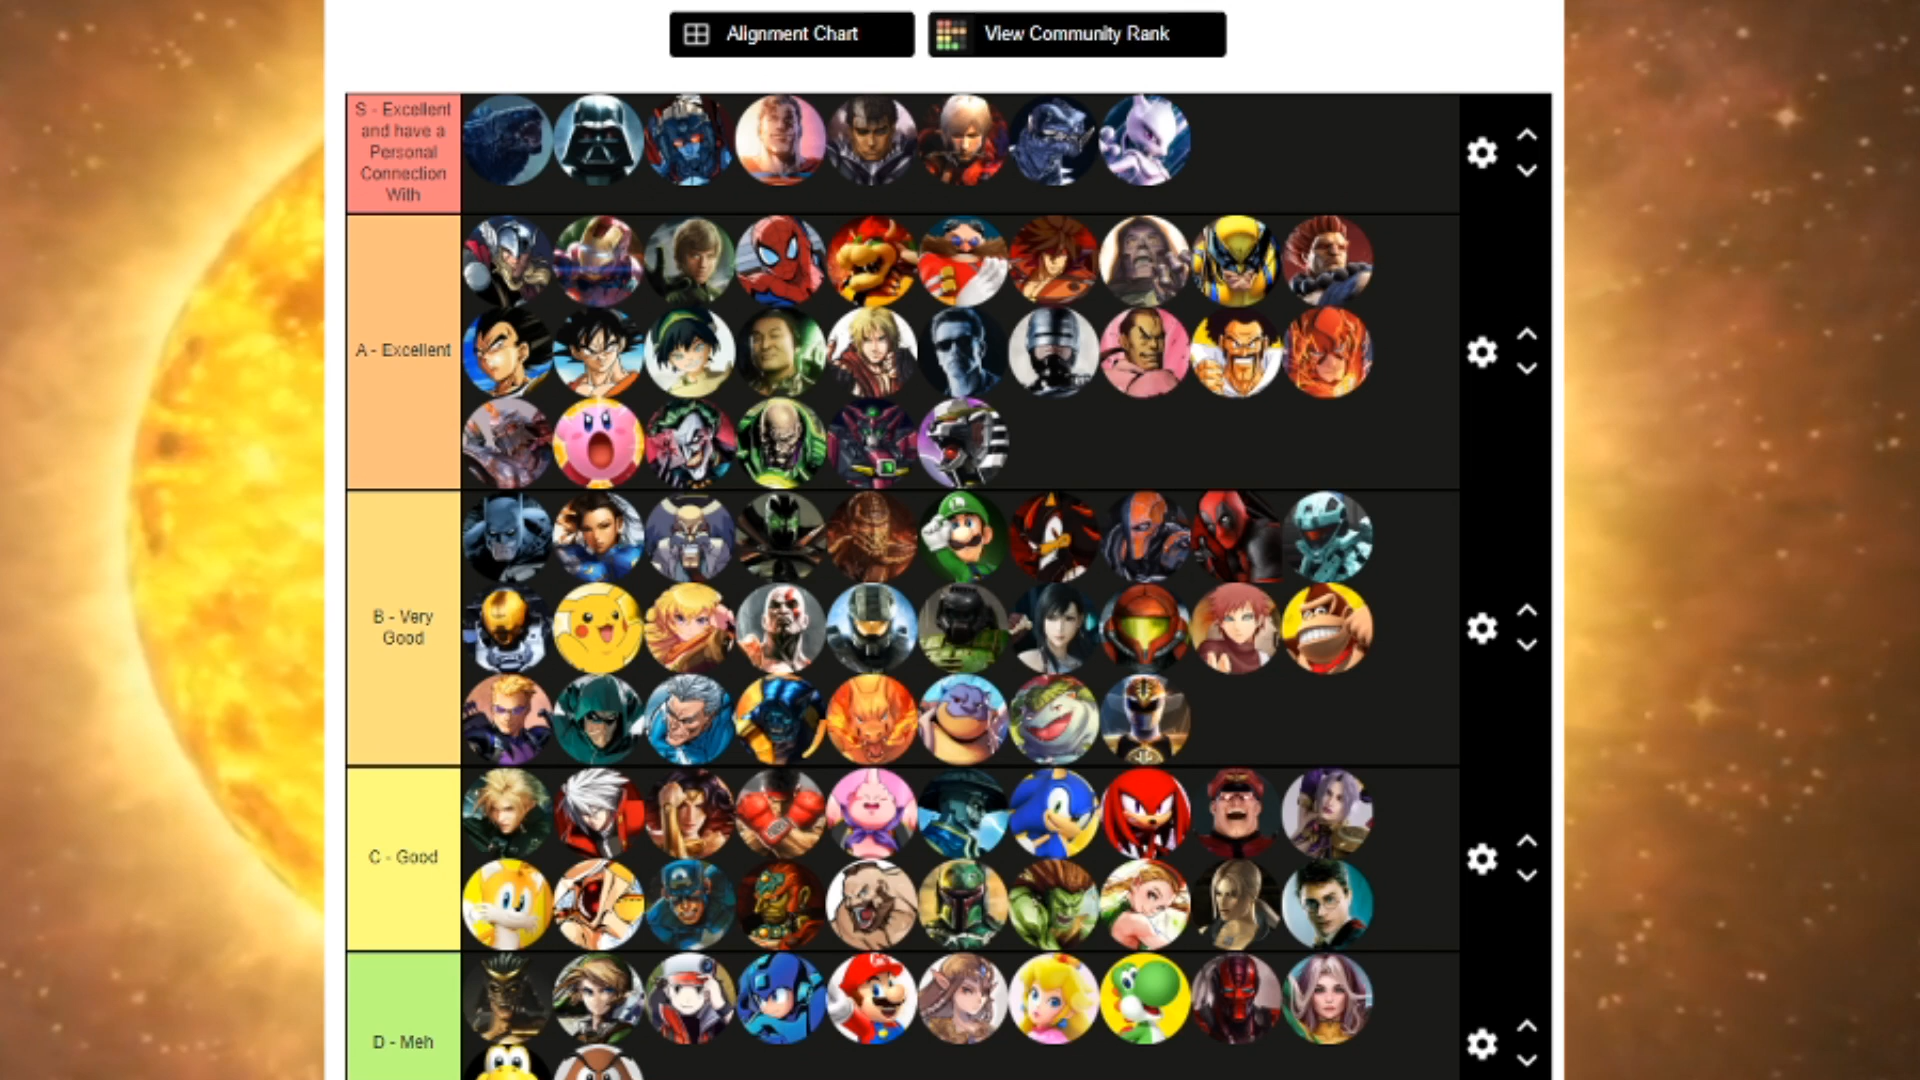 Alignment Chart
View Community Rank
S - Excellent
and have a
Personal
Connection
With
A - Excellent
B - Very
Good
C - Good
D - Meh